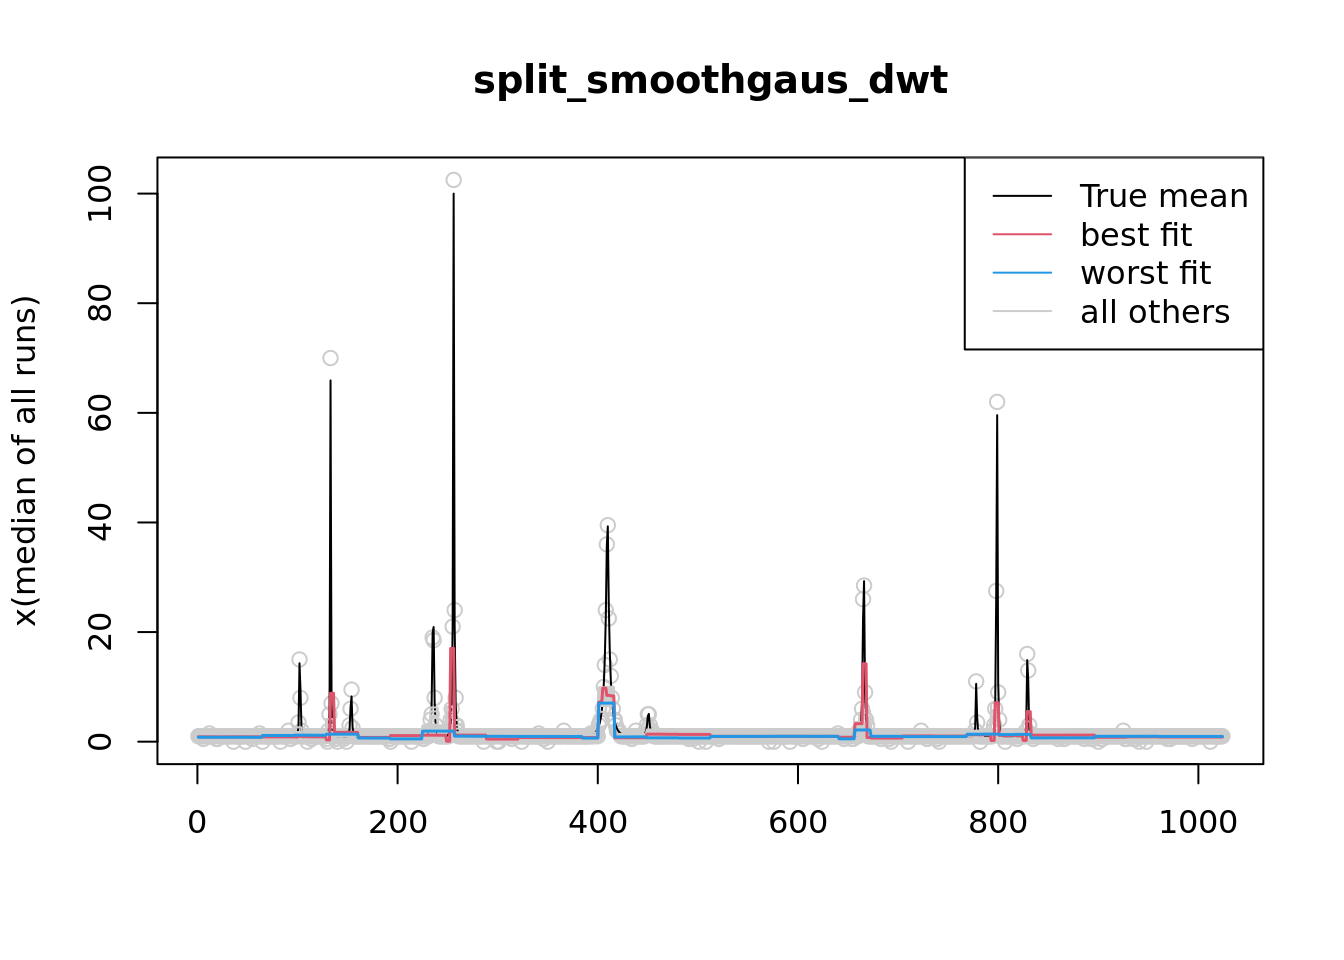 split_smoothgaus_dwt
x(median of all runs)
100
80
60
40
20
0
True mean
best fit
worst fit
all others
0 200 400 600 800 1000